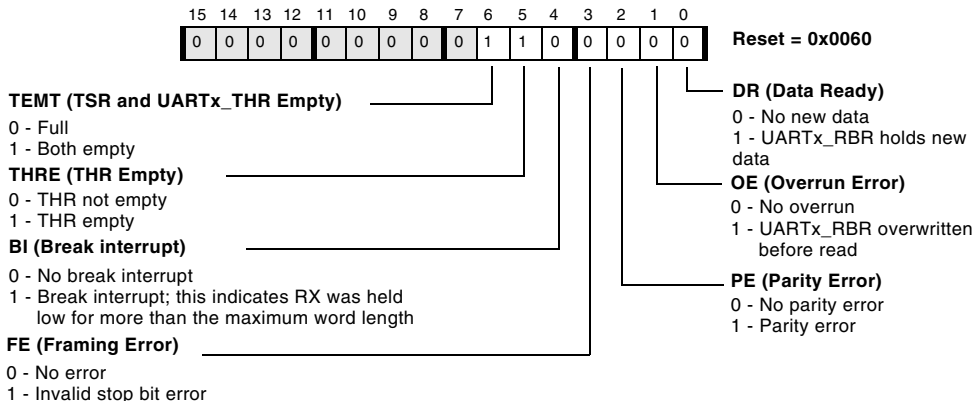 15 14 13 12 11 10 9 8 7 6 5 4 3 2 1 0
0 0 0 0 0 0 0 0 0 1 1 0 0 0 0 0
Reset = 0x0060
TEMT (TSR and UARTx_THR Empty)
0 - Full
1 - Both empty
THRE (THR Empty)
0 - THR not empty
1 - THR empty
BI (Break interrupt)
0 - No break interrupt
1 - Break interrupt; this indicates RX was held
low for more than the maximum word length
FE (Framing Error)
0 - No error
1 - Invalid stop bit error
DR (Data Ready)
0 - No new data
1 - UARTx_RBR holds new
data
OE (Overrun Error)
0 - No overrun
1 - UARTx_RBR overwritten
before read
PE (Parity Error)
0 - No parity error
1 - Parity error